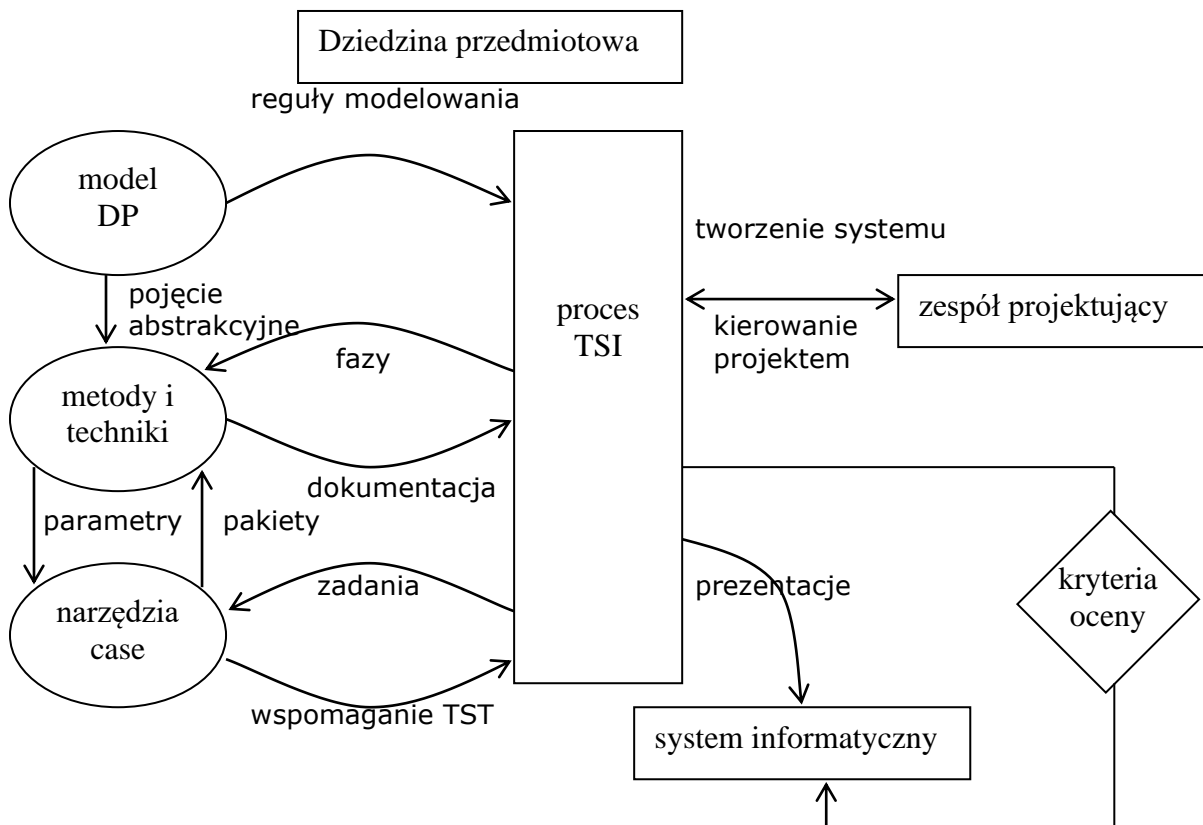 Dziedzina przedmiotowa
reguły modelowania
model
DP
tworzenie systemu
pojęcie
abstrakcyjne
proces
TSI
zespół projektujący
kierowanie
projektem
fazy
metody i
techniki
dokumentacja
parametry
pakiety
zadania
prezentacje
kryteria
oceny
narzędzia
case
wspomaganie TST
system informatyczny